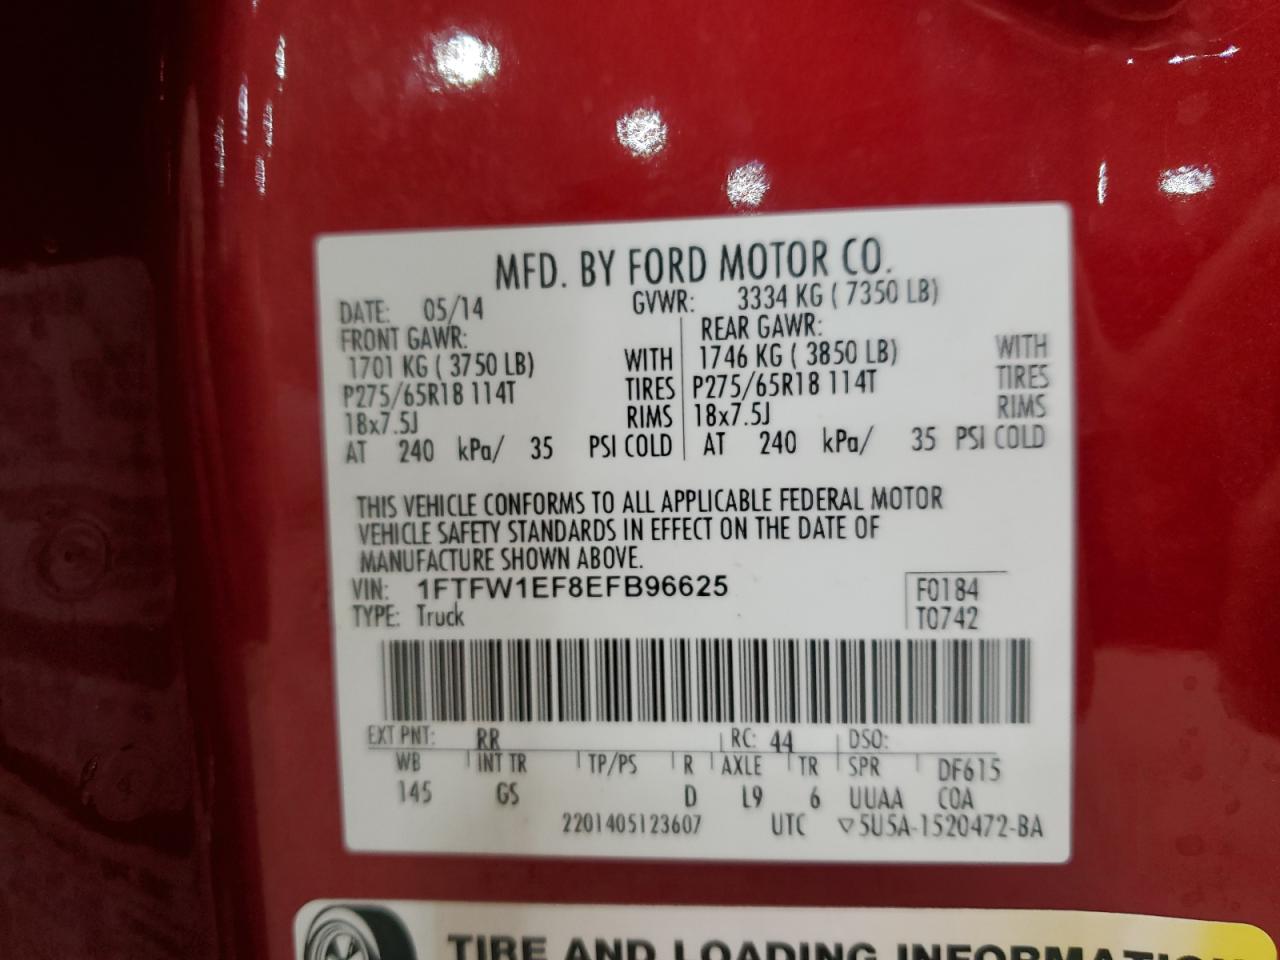 MFD. BY FORD MOTOR CO.
DATE: 05/14 GVWR: 3334 KG ( 7350 LB)
FRONT GAWR: REAR GAWR:
1701 KG ( 3750 LB) WITH 1746 KG ( 3850 LB) WITH
P275/65R18 114T TIRES P275/65R18 114T TIRES
18x7.5J RIMS 18x7.5J RIMS
AT 240 kPa/ 35 PSI COLD AT 240 kPa/ 35 PSI COLD
THIS VEHICLE CONFORMS TO ALL APPLICABLE FEDERAL MOTOR
VEHICLE SAFETY STANDARDS IN EFFECT ON THE DATE OF
MANUFACTURE SHOWN ABOVE.
VIN: 1FTFW1EF8EFB96625 F0184
TYPE: Truck T0742
EXT PNT: RR RC: 44 DSO:
WB INT TR TP/PS R AXLE TR SPR DF615
145 GS D L9 6 UUAA COA
2201405123607 UTC ▽5U5A-1520472-BA
TIRE AND LOADING INFORMATION